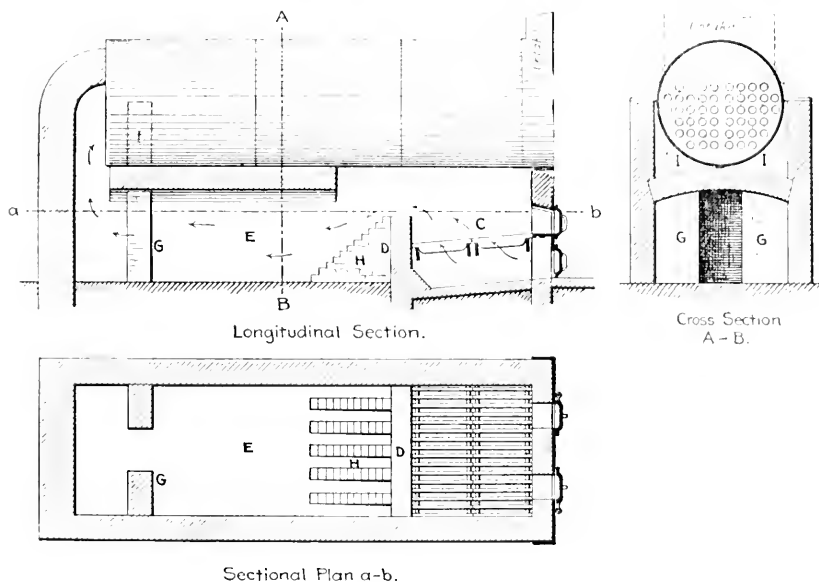 A
a
b
C
D
E
G
H
I
B
Longitudinal Section.
I I
G G
Cross Section
A-B.
E
D
H
G
Sectional Plan a-b.